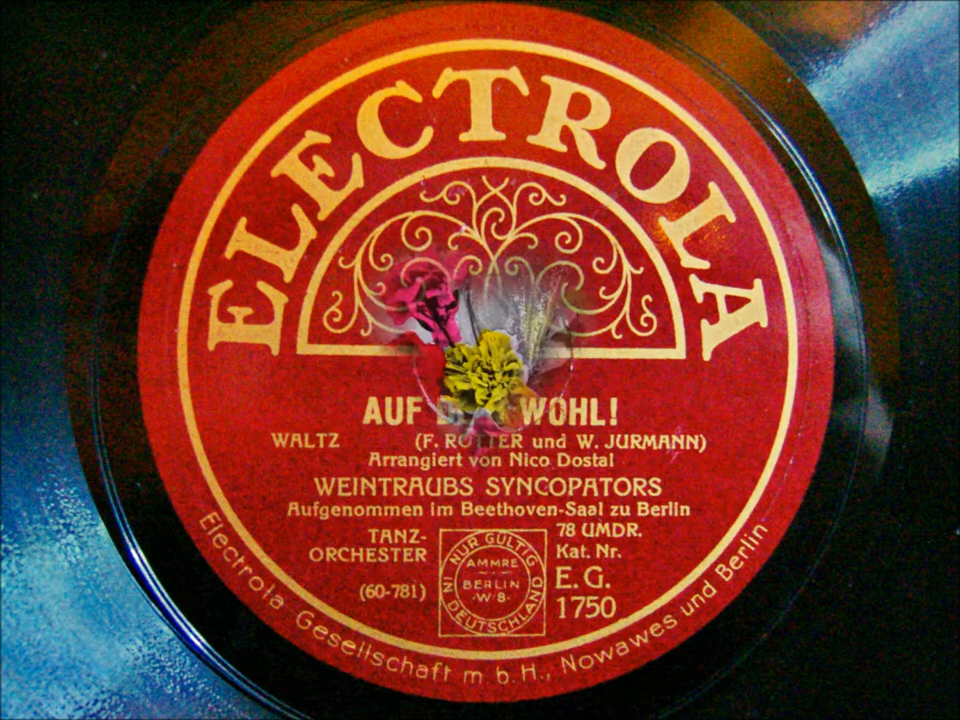 ELECTROLA
AUF WOHL!
WALTZ (F. ROTTER und W. JURMANN)
Arrangiert von Nico Dostal
WEINTRAUBS SYNCOPATORS
Aufgenommen im Beethoven-Saal zu Berlin
TANZ-
ORCHESTER
(60-781)
NUR GÜLTIG
IN DEUTSCHLAND
AMMRE
BERLIN
·W·8·
78 UMDR.
Kat. Nr.
E.G.
1750
Electrola Gesellschaft m. b. H., Nowawes und Berlin